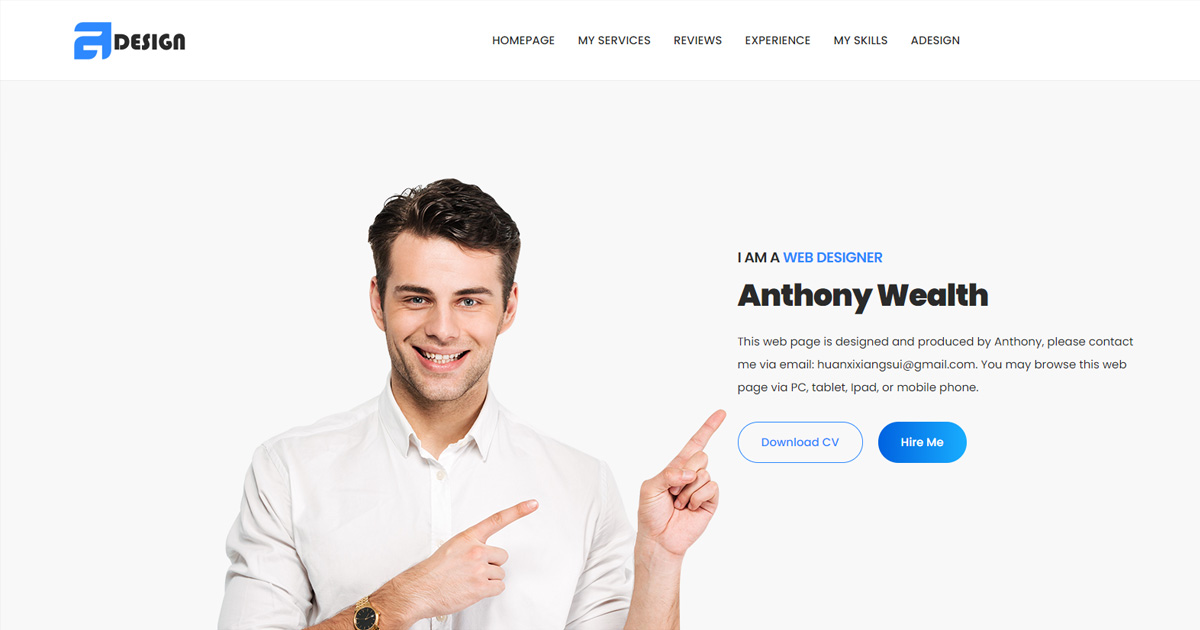 DESIGN
HOMEPAGE MY SERVICES REVIEWS EXPERIENCE MY SKILLS ADESIGN
I AM A WEB DESIGNER
Anthony Wealth
This web page is designed and produced by Anthony, please contact
me via email: huanxixiangsui@gmail.com. You may browse this web
page via PC, tablet, Ipad, or mobile phone.
Download CV Hire Me